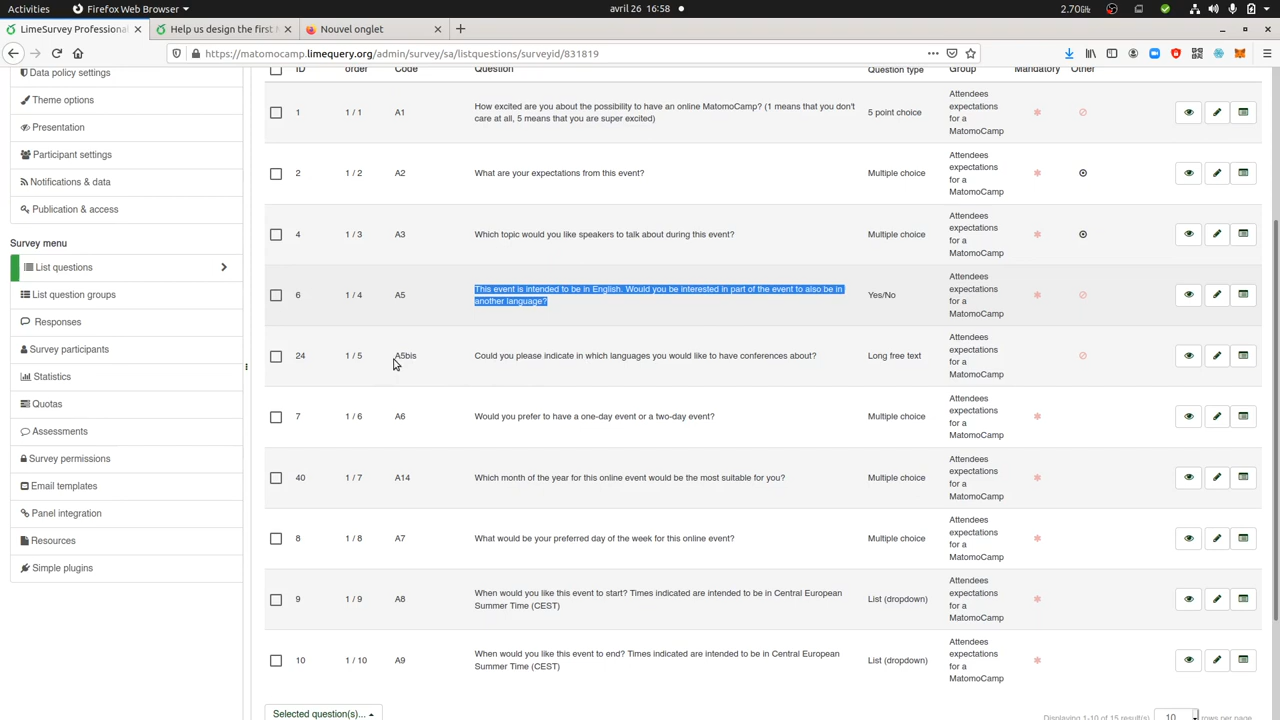 Activities Firefox Web Browser avril 26 16:58 2.70GiB
LimeSurvey Professional Help us design the first Nouvel onglet
https://matomocamp.limequery.org/admin/survey/sa/listquestions/surveyid/831819
Data policy settings
Theme options
Presentation
Participant settings
Notifications & data
Publication & access
Survey menu
List questions
List question groups
Responses
Survey participants
Statistics
Quotas
Assessments
Survey permissions
Email templates
Panel integration
Resources
Simple plugins
ID order Code Question Question type Group Mandatory Other
1 1 / 1 A1 How excited are you about the possibility to have an online MatomoCamp? (1 means that you don't
care at all, 5 means that you are super excited) 5 point choice
Attendees
expectations
for a
MatomoCamp
2 1 / 2 A2 What are your expectations from this event? Multiple choice
Attendees
expectations
for a
MatomoCamp
4 1 / 3 A3 Which topic would you like speakers to talk about during this event? Multiple choice
Attendees
expectations
for a
MatomoCamp
6 1 / 4 A5 This event is intended to be in English. Would you be interested in part of the event to also be in
another language? Yes/No
Attendees
expectations
for a
MatomoCamp
24 1 / 5 A5bis Could you please indicate in which languages you would like to have conferences about? Long free text
Attendees
expectations
for a
MatomoCamp
7 1 / 6 A6 Would you prefer to have a one-day event or a two-day event? Multiple choice
Attendees
expectations
for a
MatomoCamp
40 1 / 7 A14 Which month of the year for this online event would be the most suitable for you? Multiple choice
Attendees
expectations
for a
MatomoCamp
8 1 / 8 A7 What would be your preferred day of the week for this online event? Multiple choice
Attendees
expectations
for a
MatomoCamp
9 1 / 9 A8 When would you like this event to start? Times indicated are intended to be in Central European
Summer Time (CEST) List (dropdown)
Attendees
expectations
for a
MatomoCamp
10 1 / 10 A9 When would you like this event to end? Times indicated are intended to be in Central European
Summer Time (CEST) List (dropdown)
Attendees
expectations
for a
MatomoCamp
Selected question(s)... Displaying 1-10 of 15 result(s). 10 rows per page